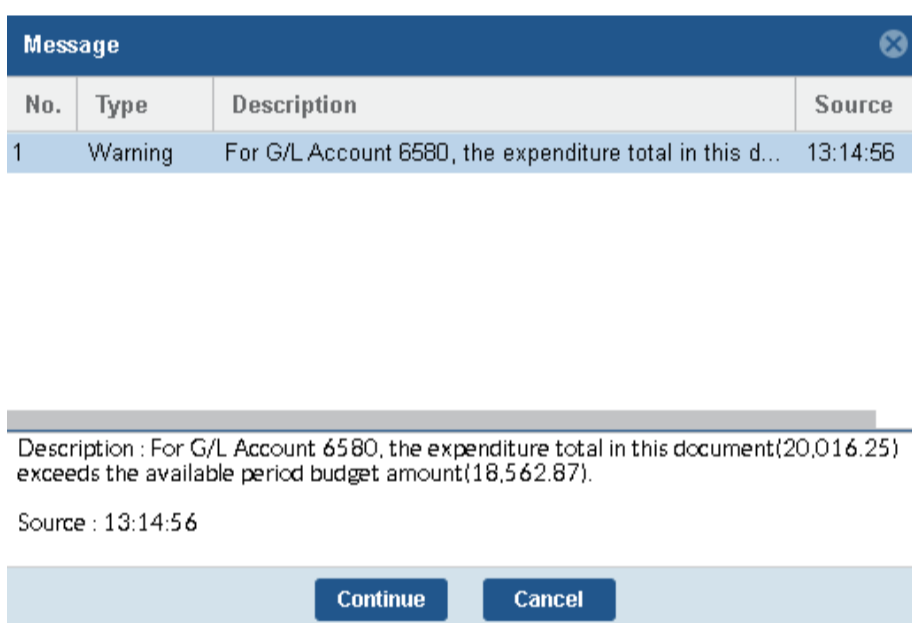 Message
No. Type Description Source
1 Warning For G/L Account 6580, the expenditure total in this d... 13:14:56
Description : For G/L Account 6580, the expenditure total in this document(20,016.25)
exceeds the available period budget amount(18,562.87).
Source : 13:14:56
Continue Cancel